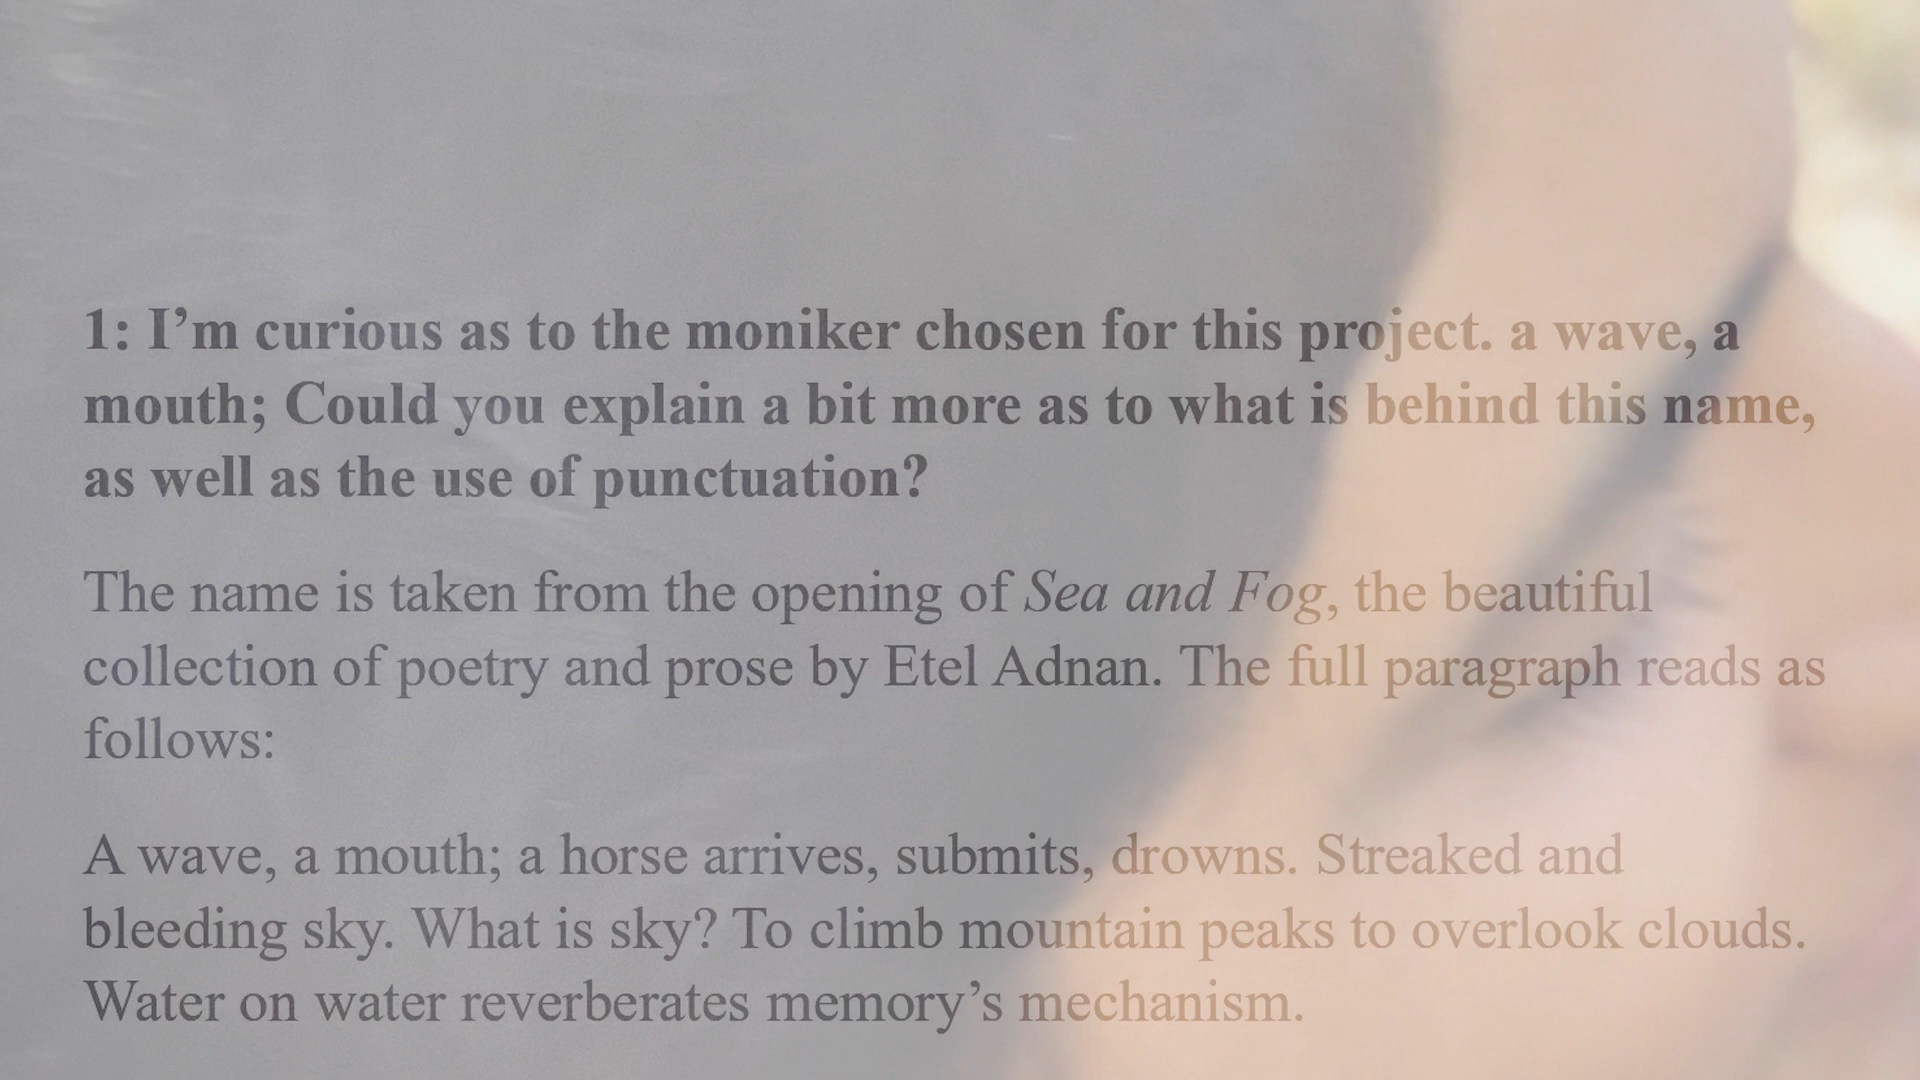 1: I’m curious as to the moniker chosen for this project. a wave, a
mouth; Could you explain a bit more as to what is behind this name,
as well as the use of punctuation?
The name is taken from the opening of Sea and Fog, the beautiful
collection of poetry and prose by Etel Adnan. The full paragraph reads as
follows:
A wave, a mouth; a horse arrives, submits, drowns. Streaked and
bleeding sky. What is sky? To climb mountain peaks to overlook clouds.
Water on water reverberates memory’s mechanism.